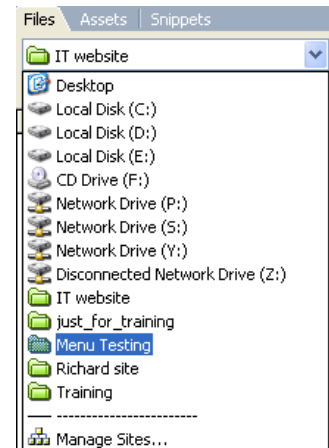 Files Assets Snippets
IT website
Desktop
Local Disk (C:)
Local Disk (D:)
Local Disk (E:)
CD Drive (F:)
Network Drive (P:)
Network Drive (S:)
Network Drive (Y:)
Disconnected Network Drive (Z:)
IT website
just_for_training
Menu Testing
Richard site
Training
--- -----------------------
Manage Sites...